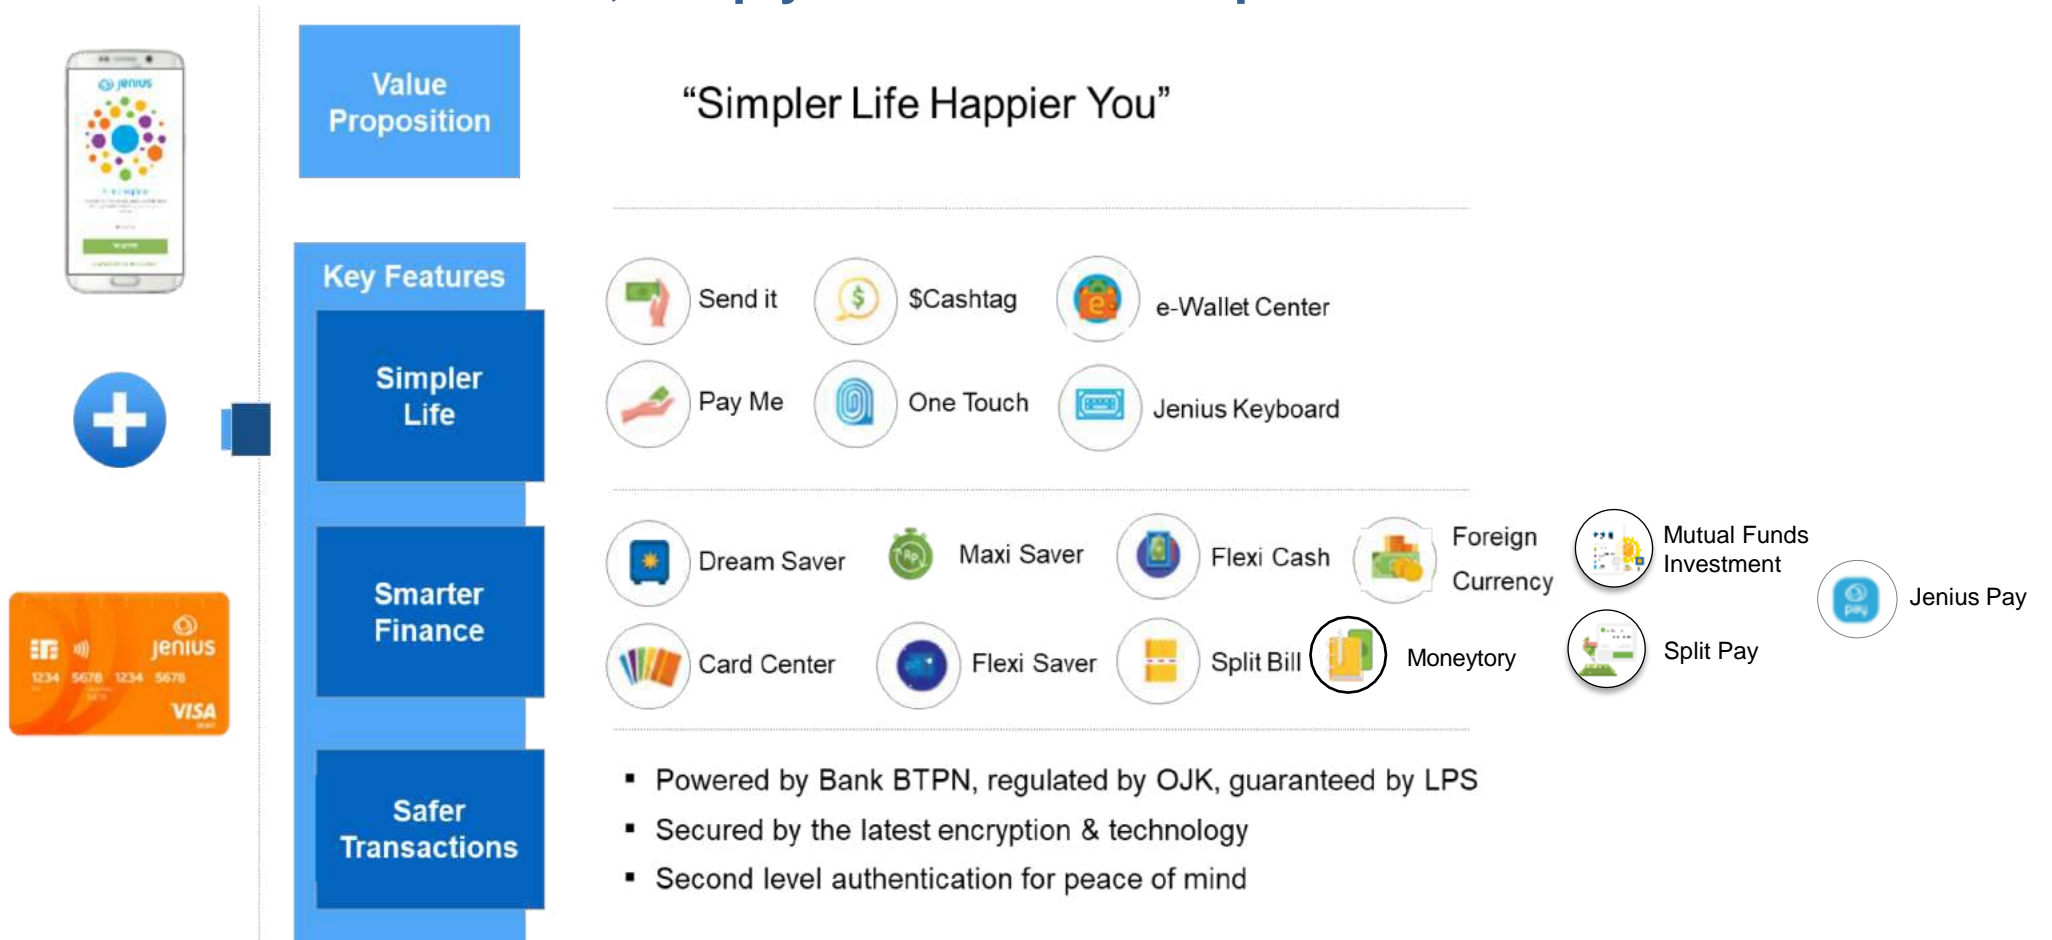 Jenius
Value
Proposition
“Simpler Life Happier You”
Key Features
Simpler
Life
Send it
$Cashtag
e-Wallet Center
Pay Me
One Touch
Jenius Keyboard
Smarter
Finance
Dream Saver
Rp
Maxi Saver
Flexi Cash
Foreign
Currency
Mutual Funds
Investment
pay
Jenius Pay
Card Center
Flexi Saver
Split Bill
Moneytory
Split Pay
Jenius
1234 5678 1234 5678
VISA
Safer
Transactions
▪ Powered by Bank BTPN, regulated by OJK, guaranteed by LPS
▪ Secured by the latest encryption & technology
▪ Second level authentication for peace of mind